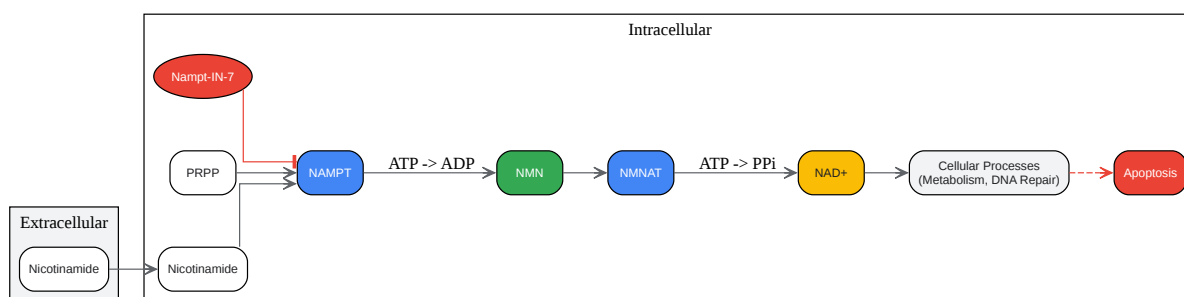 Intracellular
Nampt-IN-7
ATP -> ADP
ATP -> PPi
PRPP
NAMPT
NMN
NMNAT
NAD+
Cellular Processes
(Metabolism, DNA Repair)
Apoptosis
Extracellular
Nicotinamide
Nicotinamide